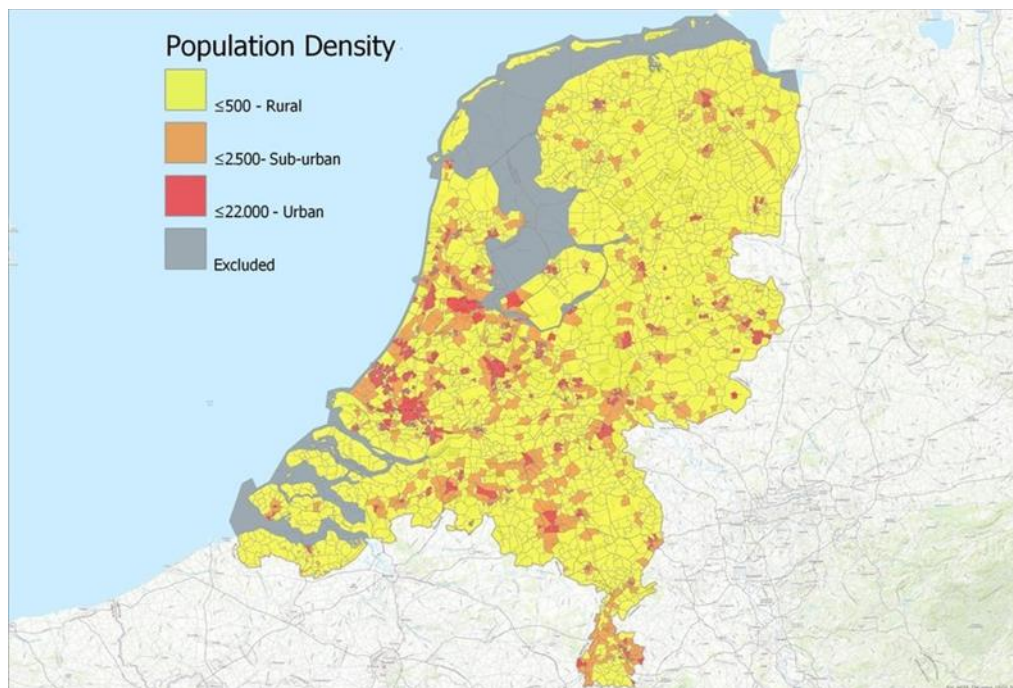 Population Density
≤500 - Rural
≤2.500- Sub-urban
≤22.000 - Urban
Excluded